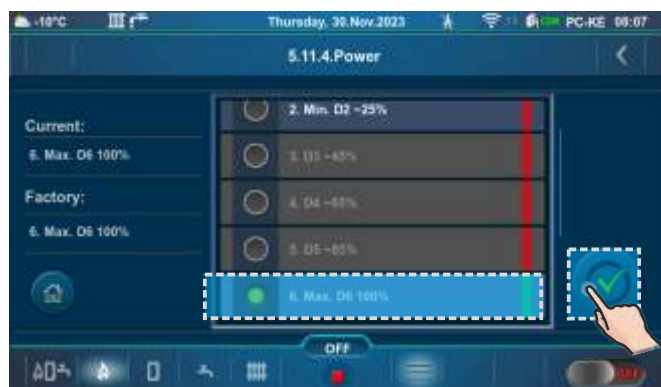 -10°C Thursday, 30.Nov.2023 PC-KE 08:07
5.11.4.Power
Current:
6. Max. D6 100%
Factory:
6. Max. D6 100%
2. Min. D2 ~25%
3. D3 ~45%
4. D4 ~65%
5. D5 ~85%
6. Max. D6 100%
OFF
OFF